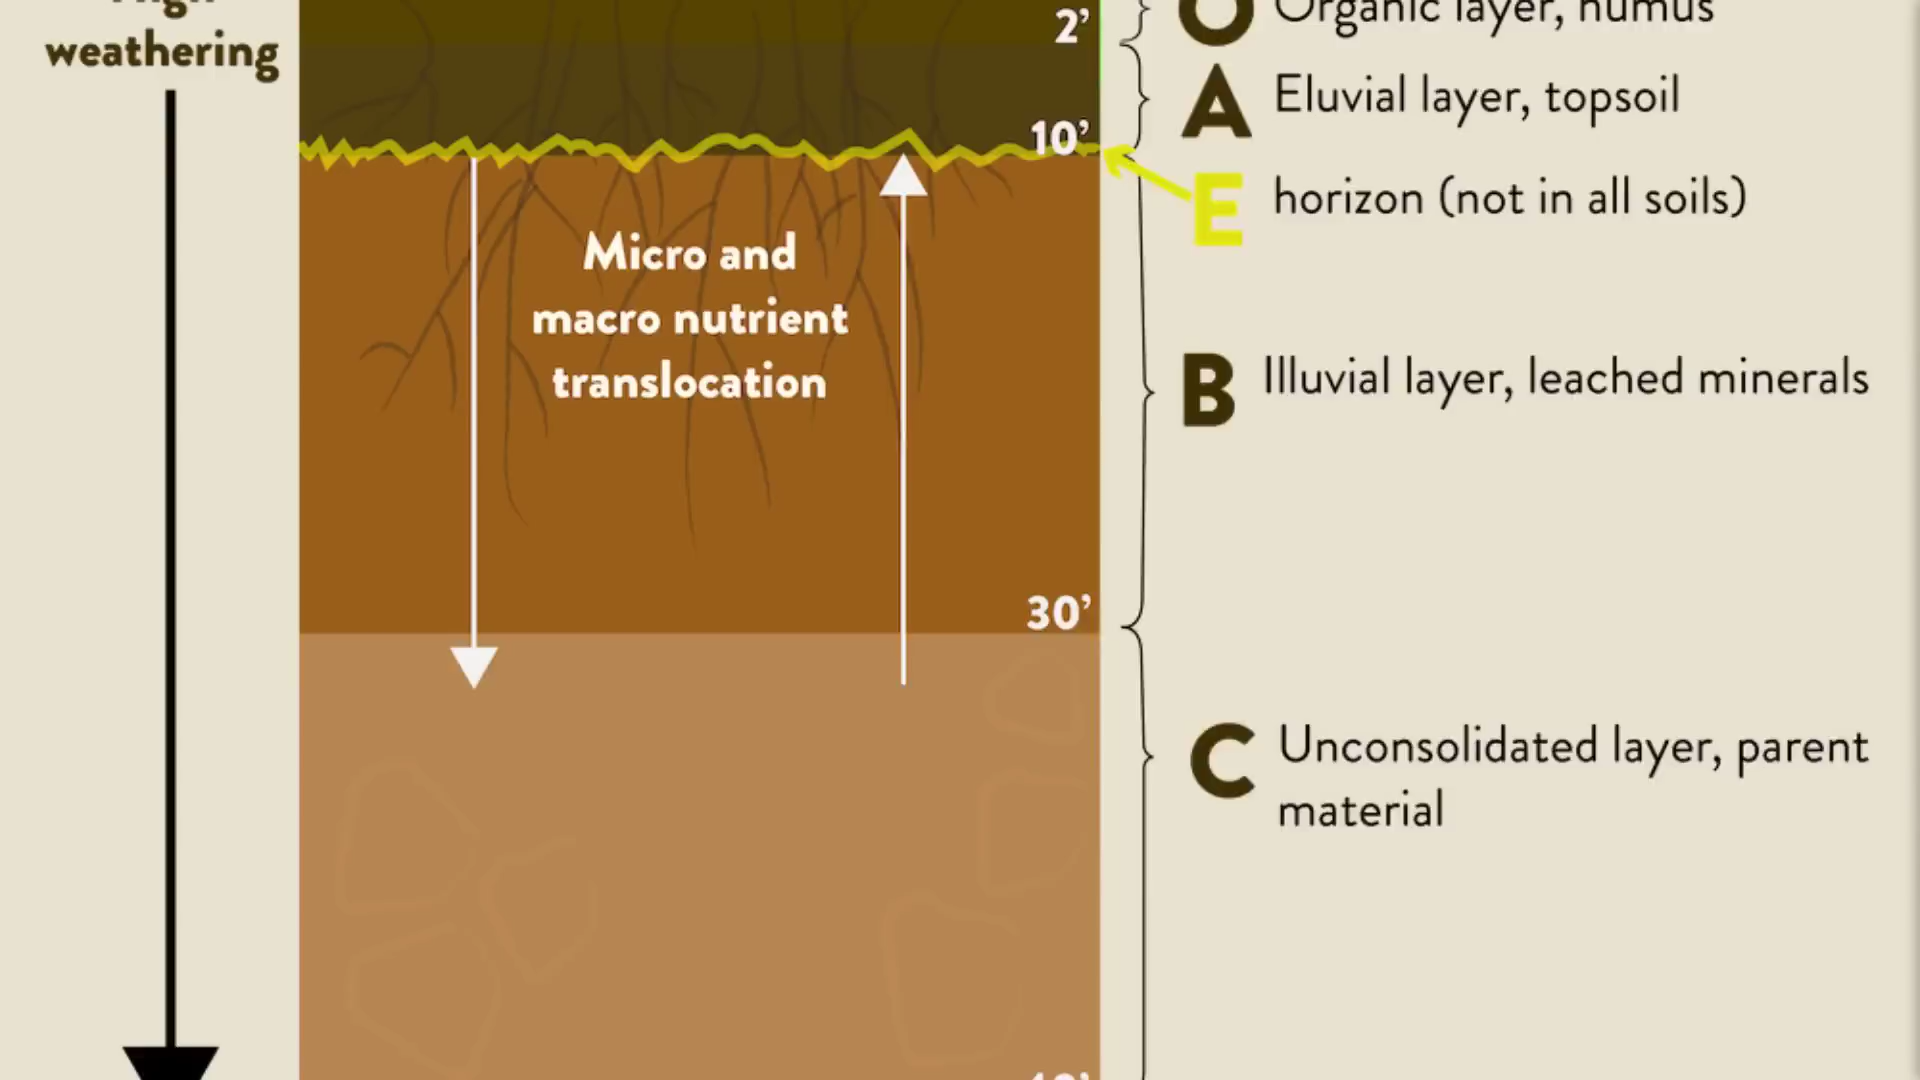 High
weathering
2’
10’
30’
Micro and
macro nutrient
translocation
O Organic layer, humus
A Eluvial layer, topsoil
E horizon (not in all soils)
B Illuvial layer, leached minerals
C Unconsolidated layer, parent
material